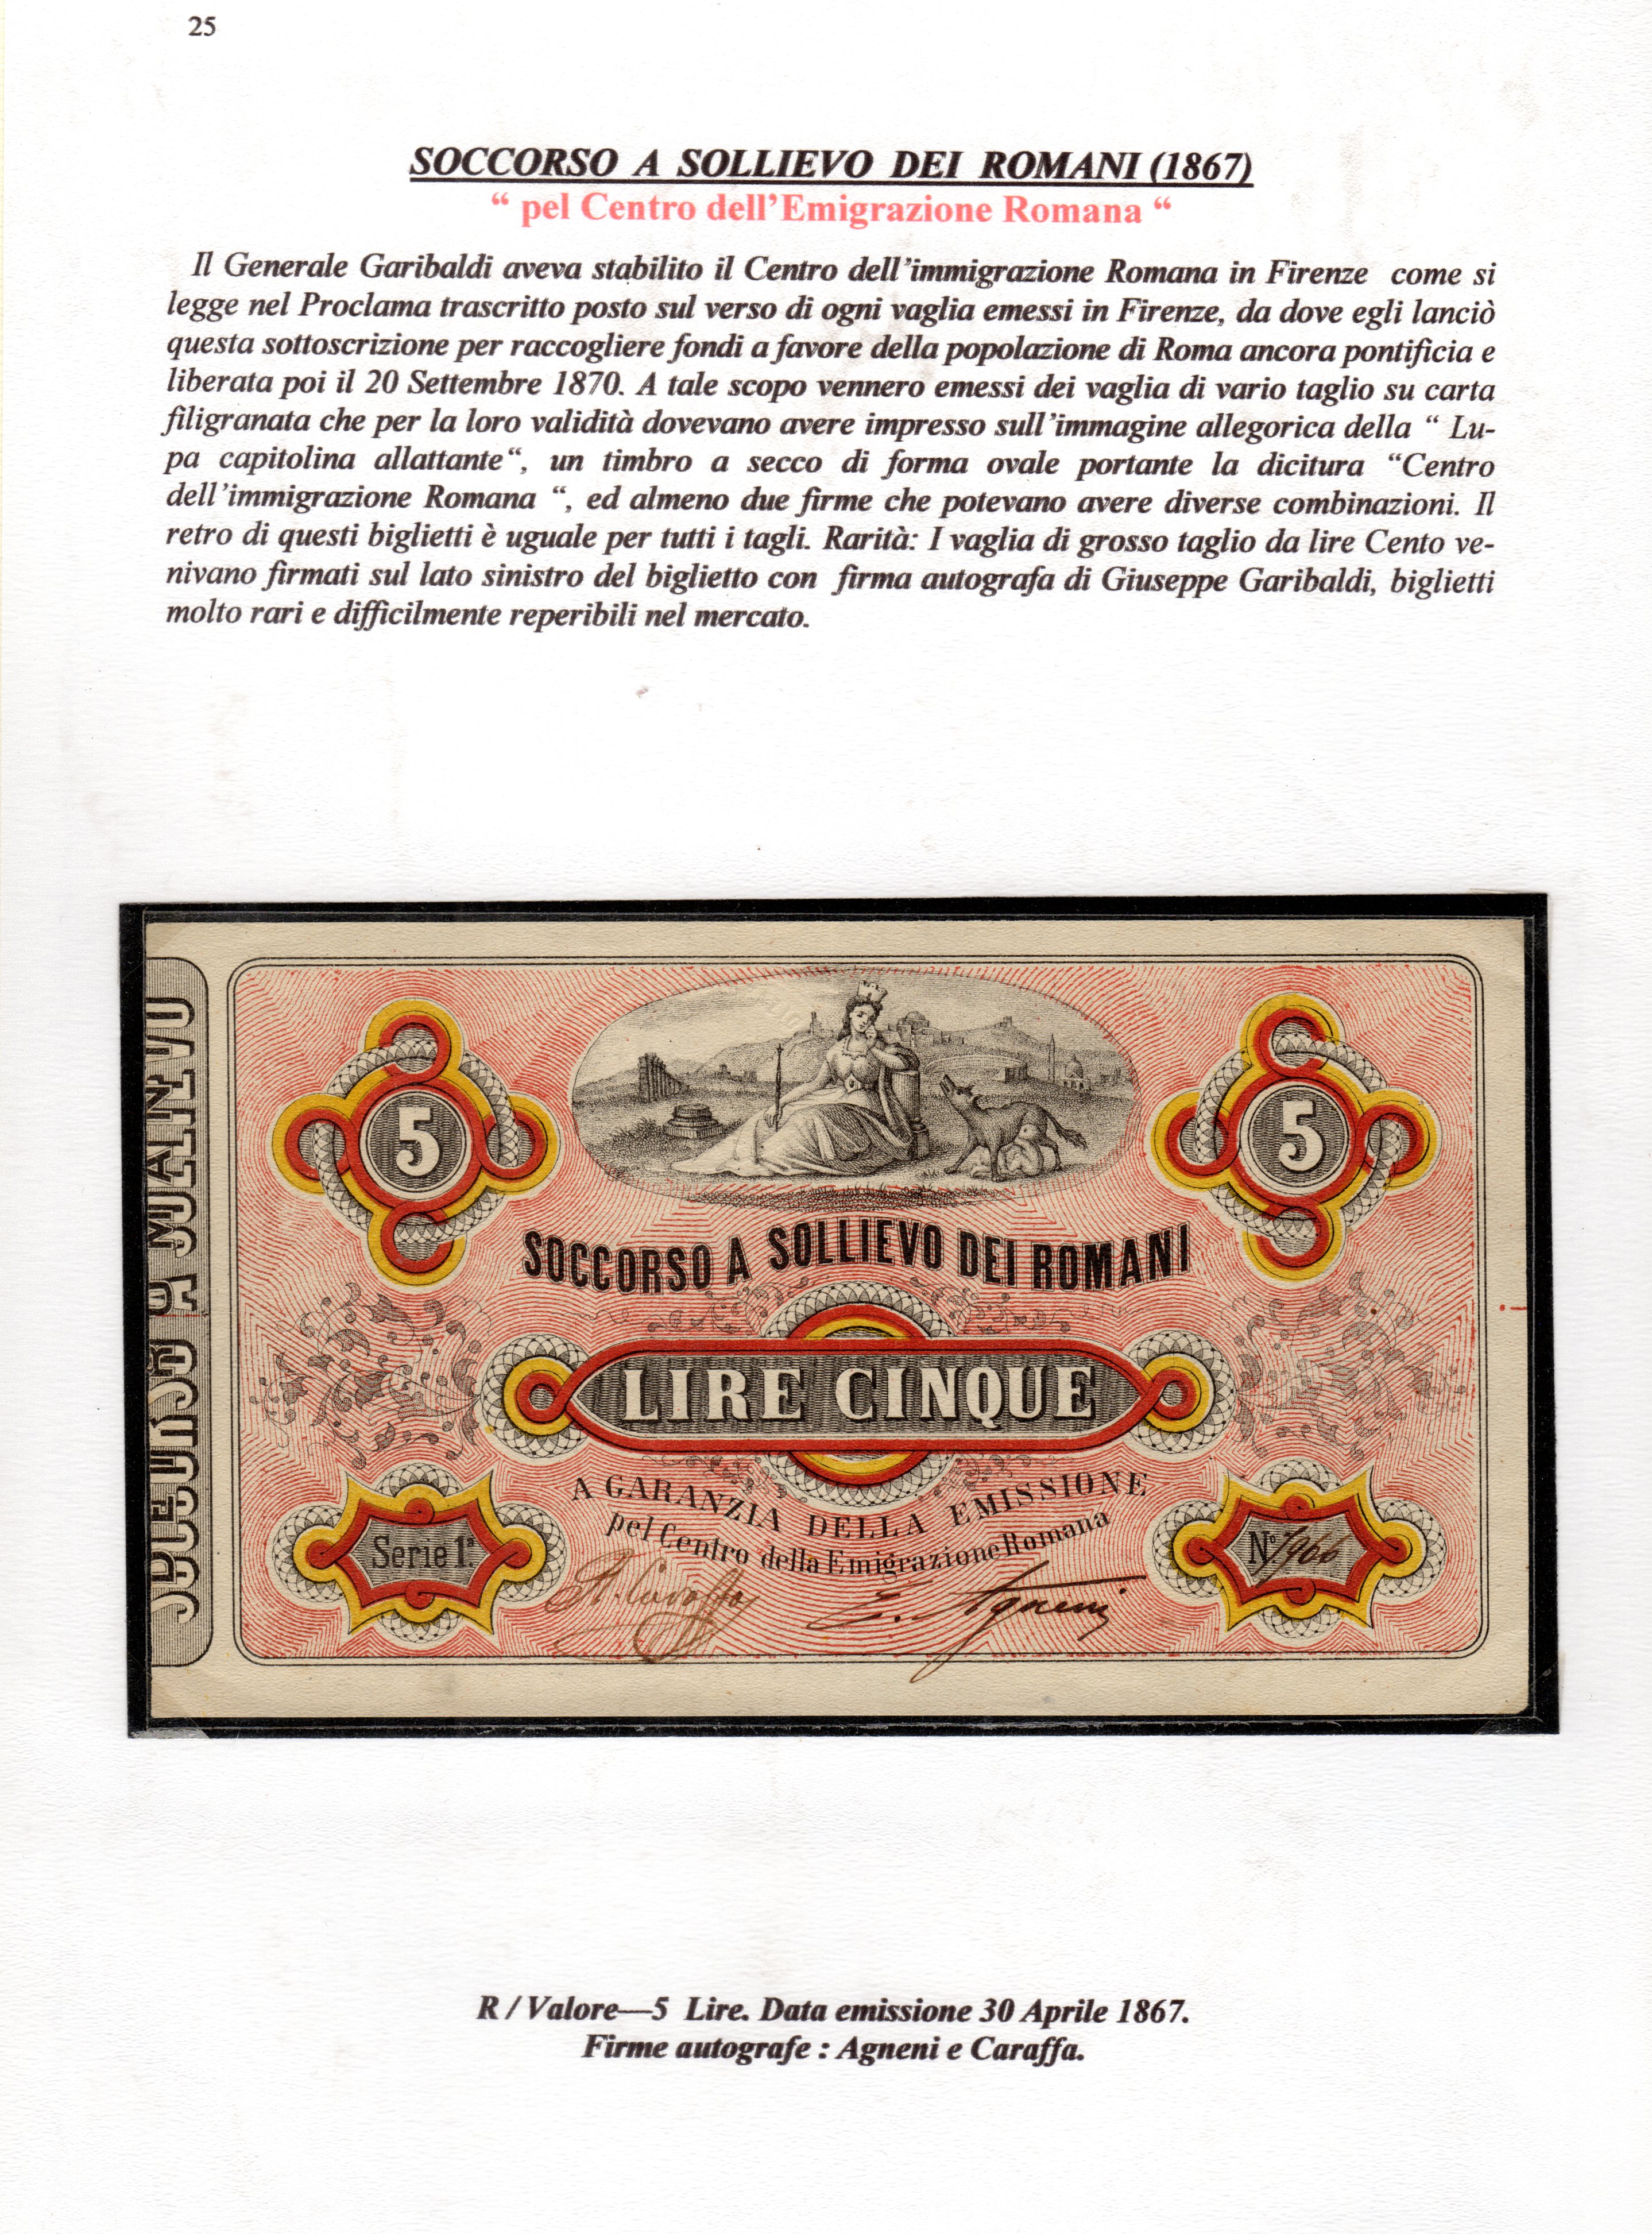 25
SOCCORSO A SOLLIEVO DEI ROMANI (1867)
“ pel Centro dell’Emigrazione Romana “
Il Generale Garibaldi aveva stabilito il Centro dell’immigrazione Romana in Firenze come si
legge nel Proclama trascritto posto sul verso di ogni vaglia emessi in Firenze, da dove egli lanciò
questa sottoscrizione per raccogliere fondi a favore della popolazione di Roma ancora pontificia e
liberata poi il 20 Settembre 1870. A tale scopo vennero emessi dei vaglia di vario taglio su carta
filigranata che per la loro validità dovevano avere impresso sull’immagine allegorica della “ Lu-
pa capitolina allattante“, un timbro a secco di forma ovale portante la dicitura “Centro
dell’immigrazione Romana “, ed almeno due firme che potevano avere diverse combinazioni. Il
retro di questi biglietti è uguale per tutti i tagli. Rarità: I vaglia di grosso taglio da lire Cento ve-
nivano firmati sul lato sinistro del biglietto con firma autografa di Giuseppe Garibaldi, biglietti
molto rari e difficilmente reperibili nel mercato.
5
5
SOCCORSO A SOLLIEVO DEI ROMANI
LIRE CINQUE
A GARANZIA DELLA EMISSIONE
pel Centro della Emigrazione Romana
Serie 1ª
Nº 7966
Caraffa
E. Agneni
R / Valore—5 Lire. Data emissione 30 Aprile 1867.
Firme autografe : Agneni e Caraffa.